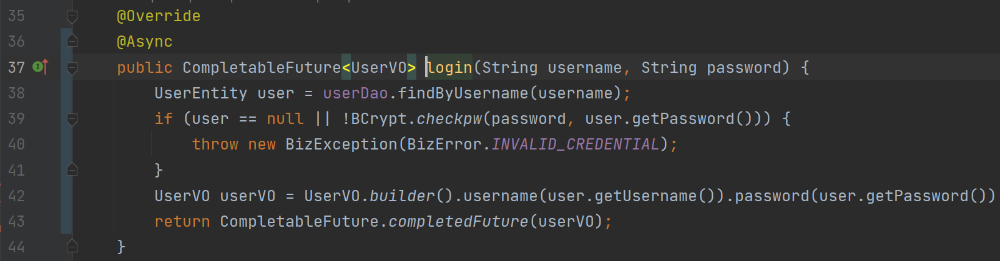 35 @Override
36 @Async
37 public CompletableFuture<UserVO> login(String username, String password) {
38 UserEntity user = userDao.findByUsername(username);
39 if (user == null || !BCrypt.checkpw(password, user.getPassword())) {
40 throw new BizException(BizError.INVALID_CREDENTIAL);
41 }
42 UserVO userVO = UserVO.builder().username(user.getUsername()).password(user.getPassword())
43 return CompletableFuture.completedFuture(userVO);
44 }